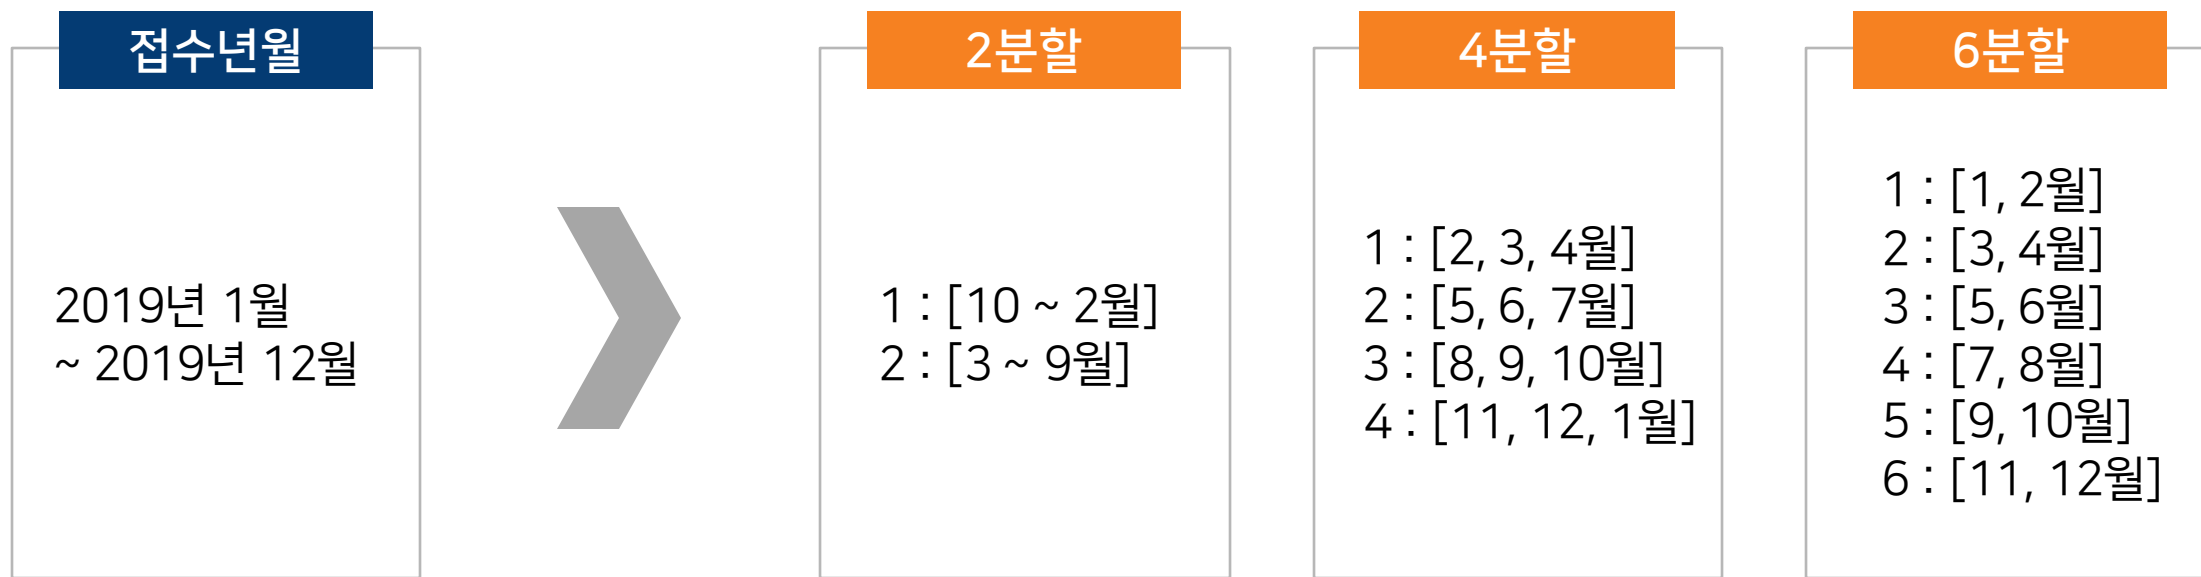 접수년월
2019년 1월
~ 2019년 12월
2분할
1 : [10 ~ 2월]
2 : [3 ~ 9월]
4분할
1 : [2, 3, 4월]
2 : [5, 6, 7월]
3 : [8, 9, 10월]
4 : [11, 12, 1월]
6분할
1 : [1, 2월]
2 : [3, 4월]
3 : [5, 6월]
4 : [7, 8월]
5 : [9, 10월]
6 : [11, 12월]